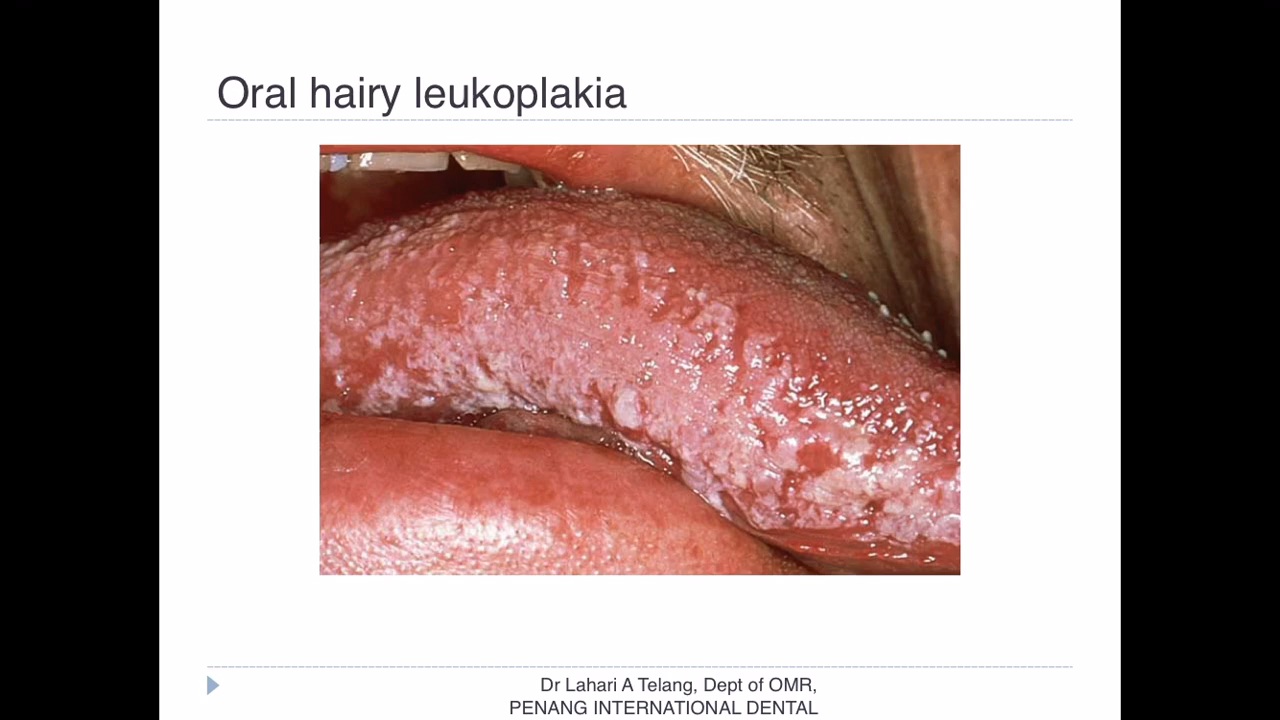 Oral hairy leukoplakia
Dr Lahari A Telang, Dept of OMR,
PENANG INTERNATIONAL DENTAL